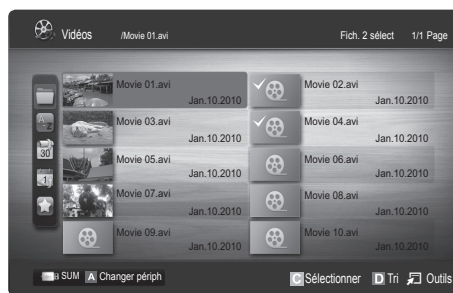 Vidéos /Movie 01.avi Fich. 2 sélect 1/1 Page
Movie 01.avi Movie 02.avi
Jan.10.2010 Jan.10.2010
Movie 03.avi Movie 04.avi
Jan.10.2010 Jan.10.2010
Movie 05.avi Movie 06.avi
Jan.10.2010 Jan.10.2010
Movie 07.avi Movie 08.avi
Jan.10.2010 Jan.10.2010
Movie 09.avi Movie 10.avi
Jan.10.2010 Jan.10.2010
A Z
30
1
SUM A Changer périph C Sélectionner D Tri Outils